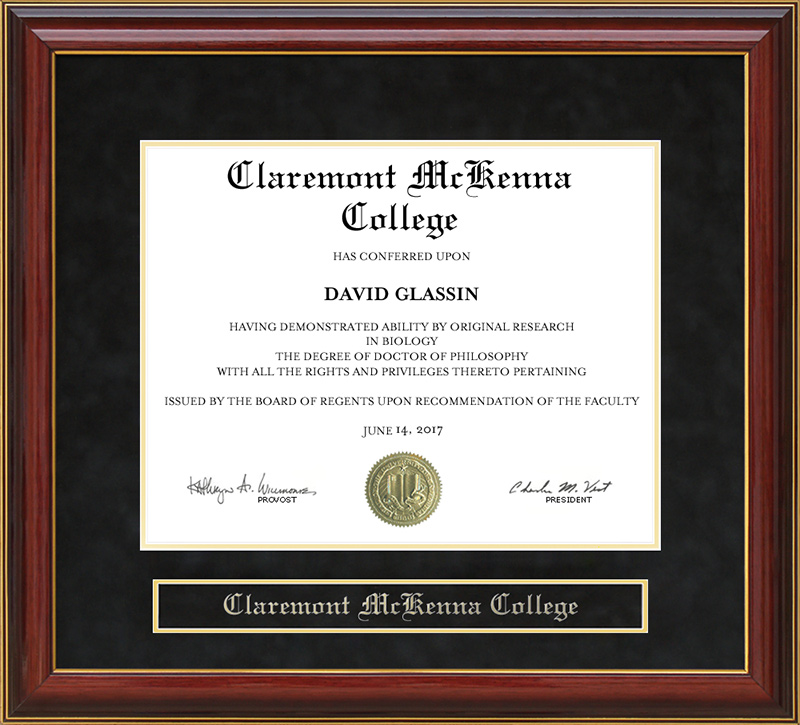 Claremont McKenna
College
HAS CONFERRED UPON
DAVID GLASSIN
HAVING DEMONSTRATED ABILITY BY ORIGINAL RESEARCH
IN BIOLOGY
THE DEGREE OF DOCTOR OF PHILOSOPHY
WITH ALL THE RIGHTS AND PRIVILEGES THERETO PERTAINING
ISSUED BY THE BOARD OF REGENTS UPON RECOMMENDATION OF THE FACULTY
JUNE 14, 2017
Charles M. Vest
PROVOST
PRESIDENT
Claremont McKenna College